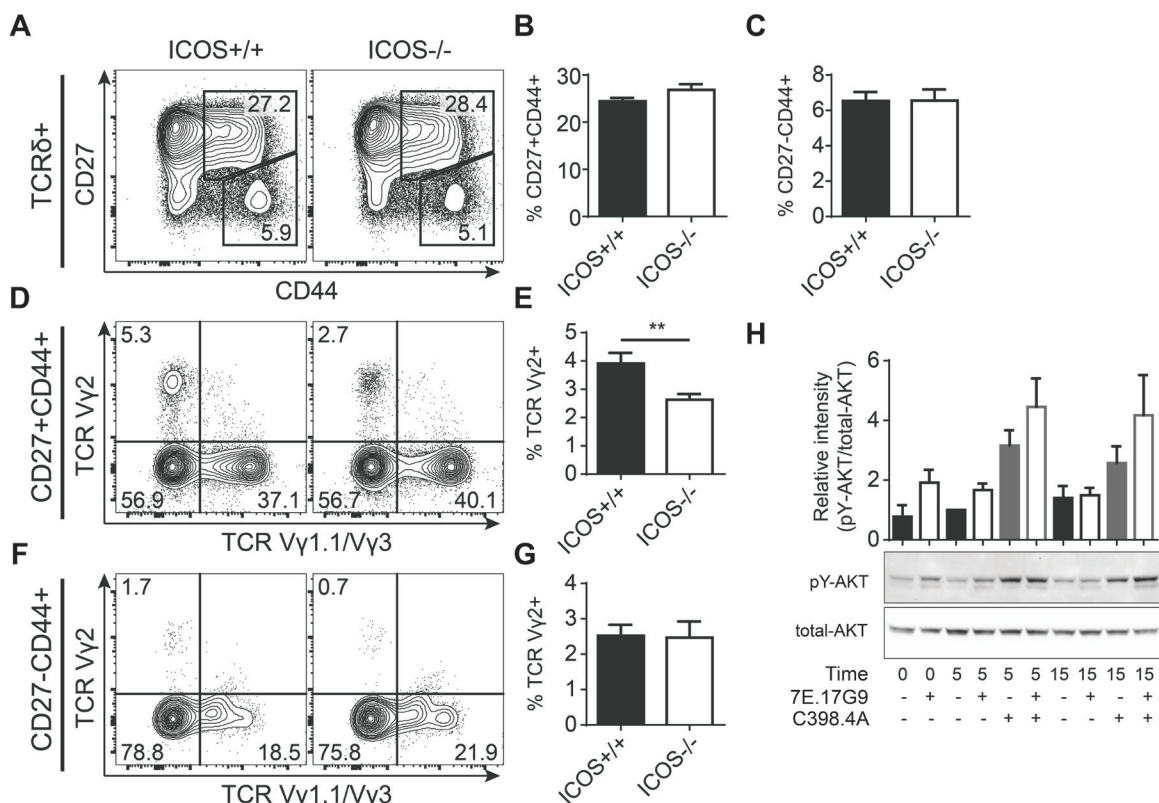 A
ICOS+/+
ICOS-/-
TCRδ+
CD27
27.2
5.9
28.4
5.1
CD44
B
% CD27+CD44+
30
20
10
0
ICOS+/+
ICOS-/-
C
% CD27-CD44+
8
6
4
2
0
ICOS+/+
ICOS-/-
D
CD27+CD44+
TCR Vγ2
5.3
56.9
37.1
2.7
56.7
40.1
TCR Vγ1.1/Vγ3
E
% TCR Vγ2+
5
4
3
2
1
0
**
ICOS+/+
ICOS-/-
F
CD27-CD44+
TCR Vγ2
1.7
78.8
18.5
0.7
75.8
21.9
TCR Vγ1.1/Vγ3
G
% TCR Vγ2+
4
3
2
1
0
ICOS+/+
ICOS-/-
H
Relative intensity
(pY-AKT/total-AKT)
6
4
2
0
pY-AKT
total-AKT
Time 0 0 5 5 5 5 15 15 15 15
7E.17G9 - + - + - + - + - +
C398.4A - - - - + + - - + +